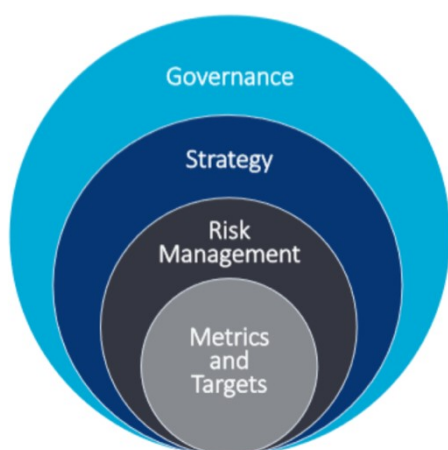 Governance
Strategy
Risk
Management
Metrics
and
Targets